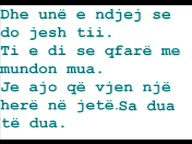 Dhe unë e ndjej se
do jesh tii.
Ti e di se qfarë me
mundon mua.
Je ajo që vjen një
herë në jetë.Sa dua
të dua.